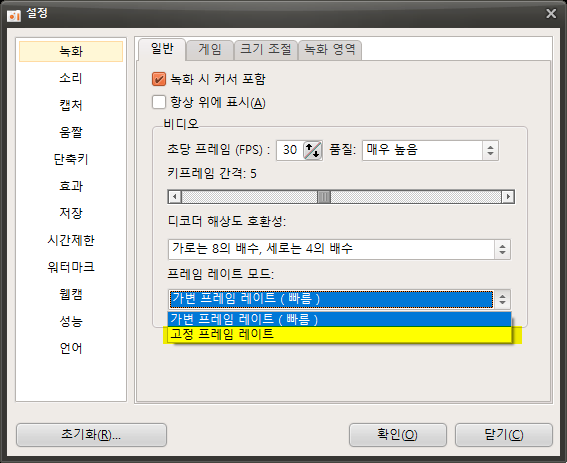 설정
녹화
소리
캡처
움짤
단축키
효과
저장
시간제한
워터마크
웹캠
성능
언어
일반 게임 크기 조절 녹화 영역
녹화 시 커서 포함
항상 위에 표시(A)
비디오
초당 프레임 (FPS) : 30 품질: 매우 높음
키프레임 간격: 5
디코더 해상도 호환성:
가로는 8의 배수, 세로는 4의 배수
프레임 레이트 모드:
가변 프레임 레이트 ( 빠름 )
가변 프레임 레이트 ( 빠름 )
고정 프레임 레이트
초기화(R)... 확인(O) 닫기(C)